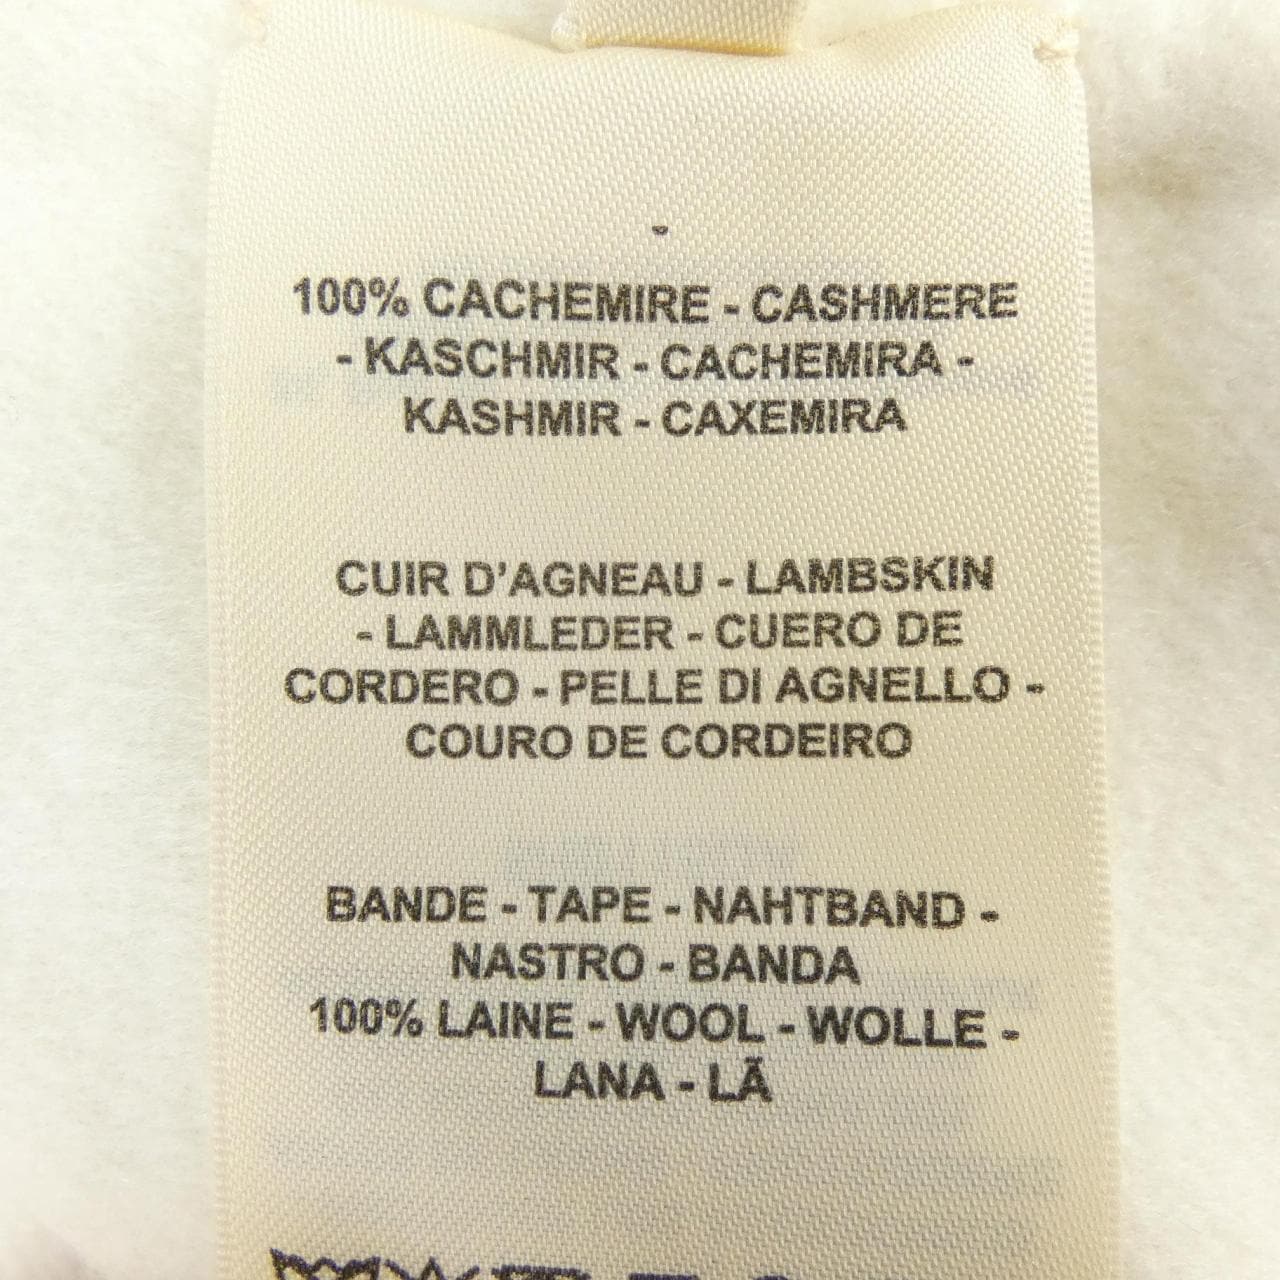 -
100% CACHEMIRE - CASHMERE
- KASCHMIR - CACHEMIRA -
KASHMIR - CAXEMIRA
CUIR D'AGNEAU - LAMBSKIN
- LAMMLEDER - CUERO DE
CORDERO - PELLE DI AGNELLO -
COURO DE CORDEIRO
BANDE - TAPE - NAHTBAND -
NASTRO - BANDA
100% LAINE - WOOL - WOLLE -
LANA - LÃ